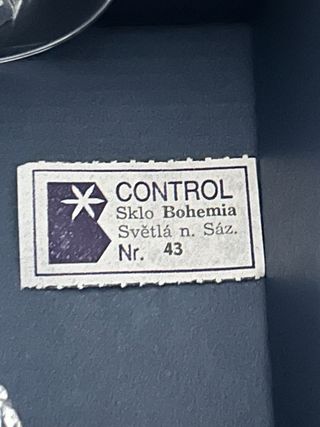 CONTROL
Sklo Bohemia
Světlá n. Sáz.
Nr. 43